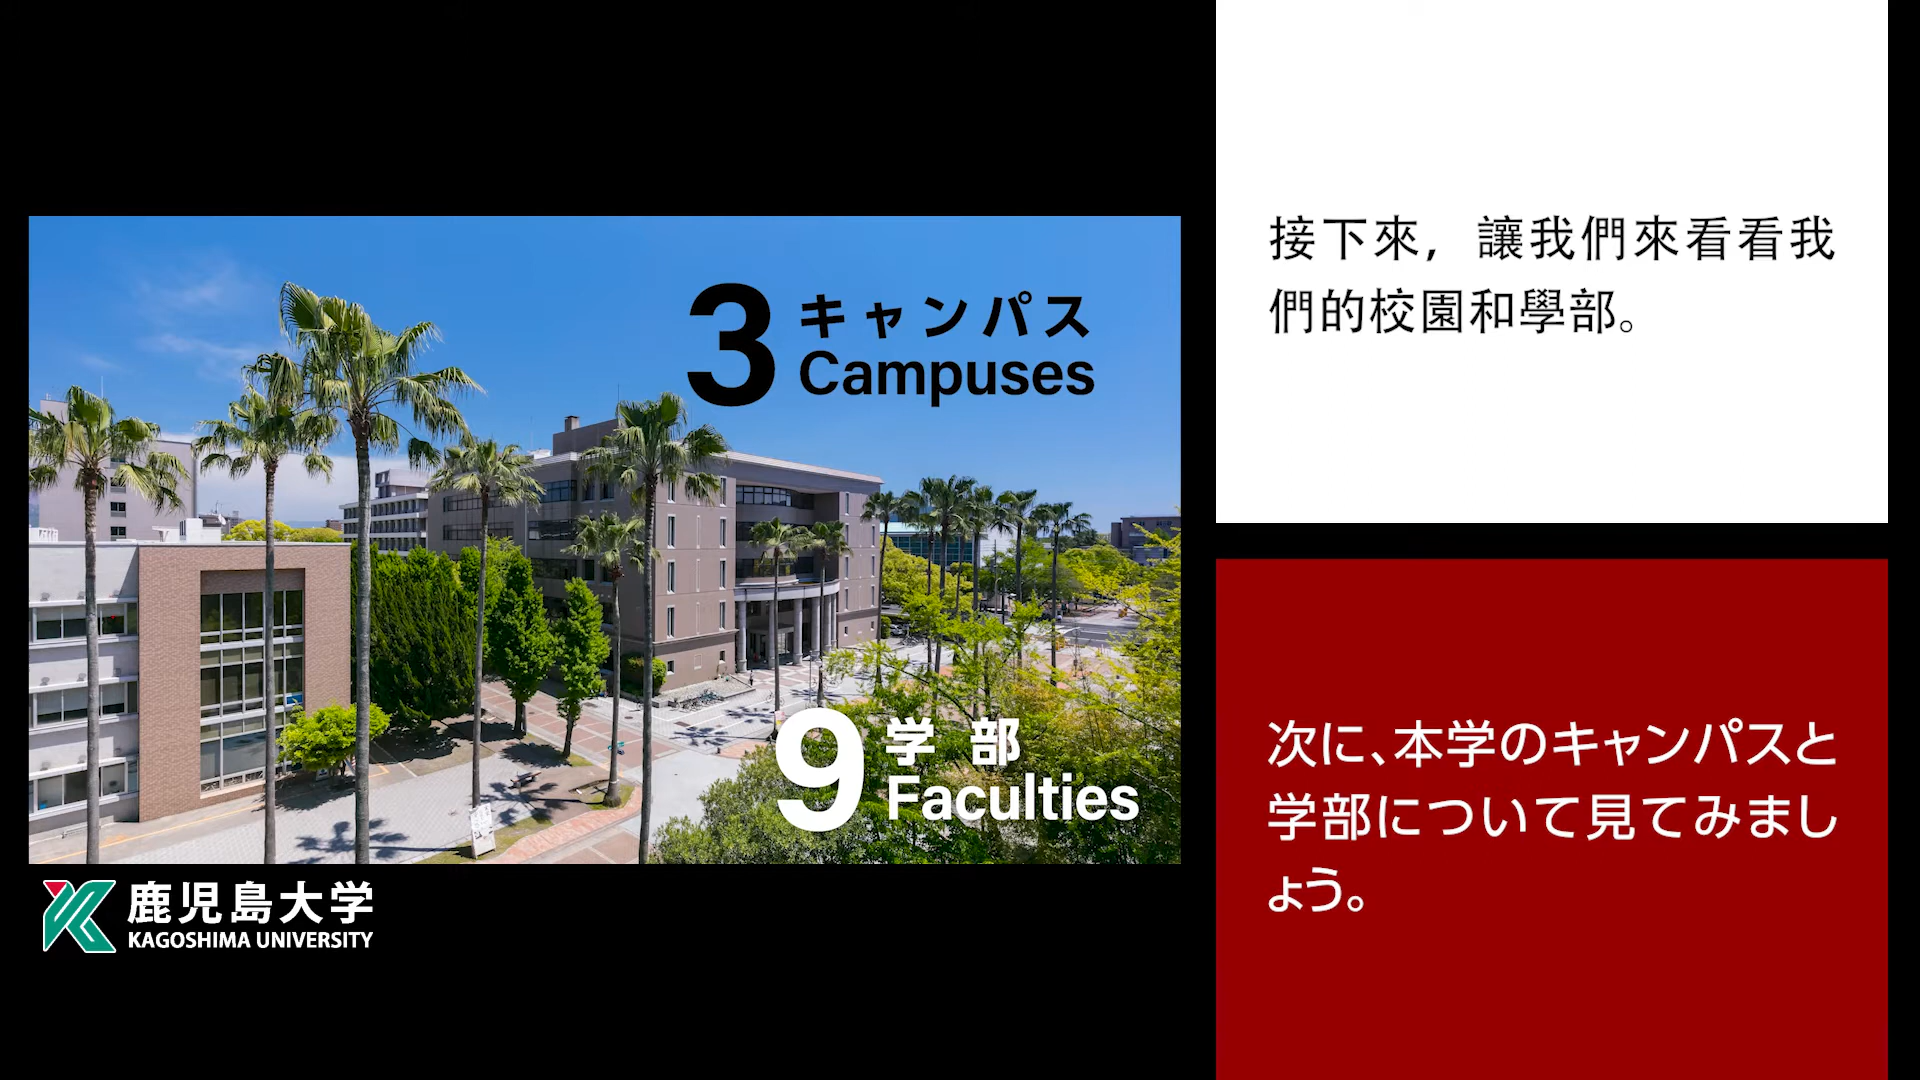 3 キャンパス
Campuses
9 学部
Faculties
鹿児島大学
KAGOSHIMA UNIVERSITY
接下來，讓我們來看看我
們的校園和學部。
次に、本学のキャンパスと
学部について見てみまし
ょう。